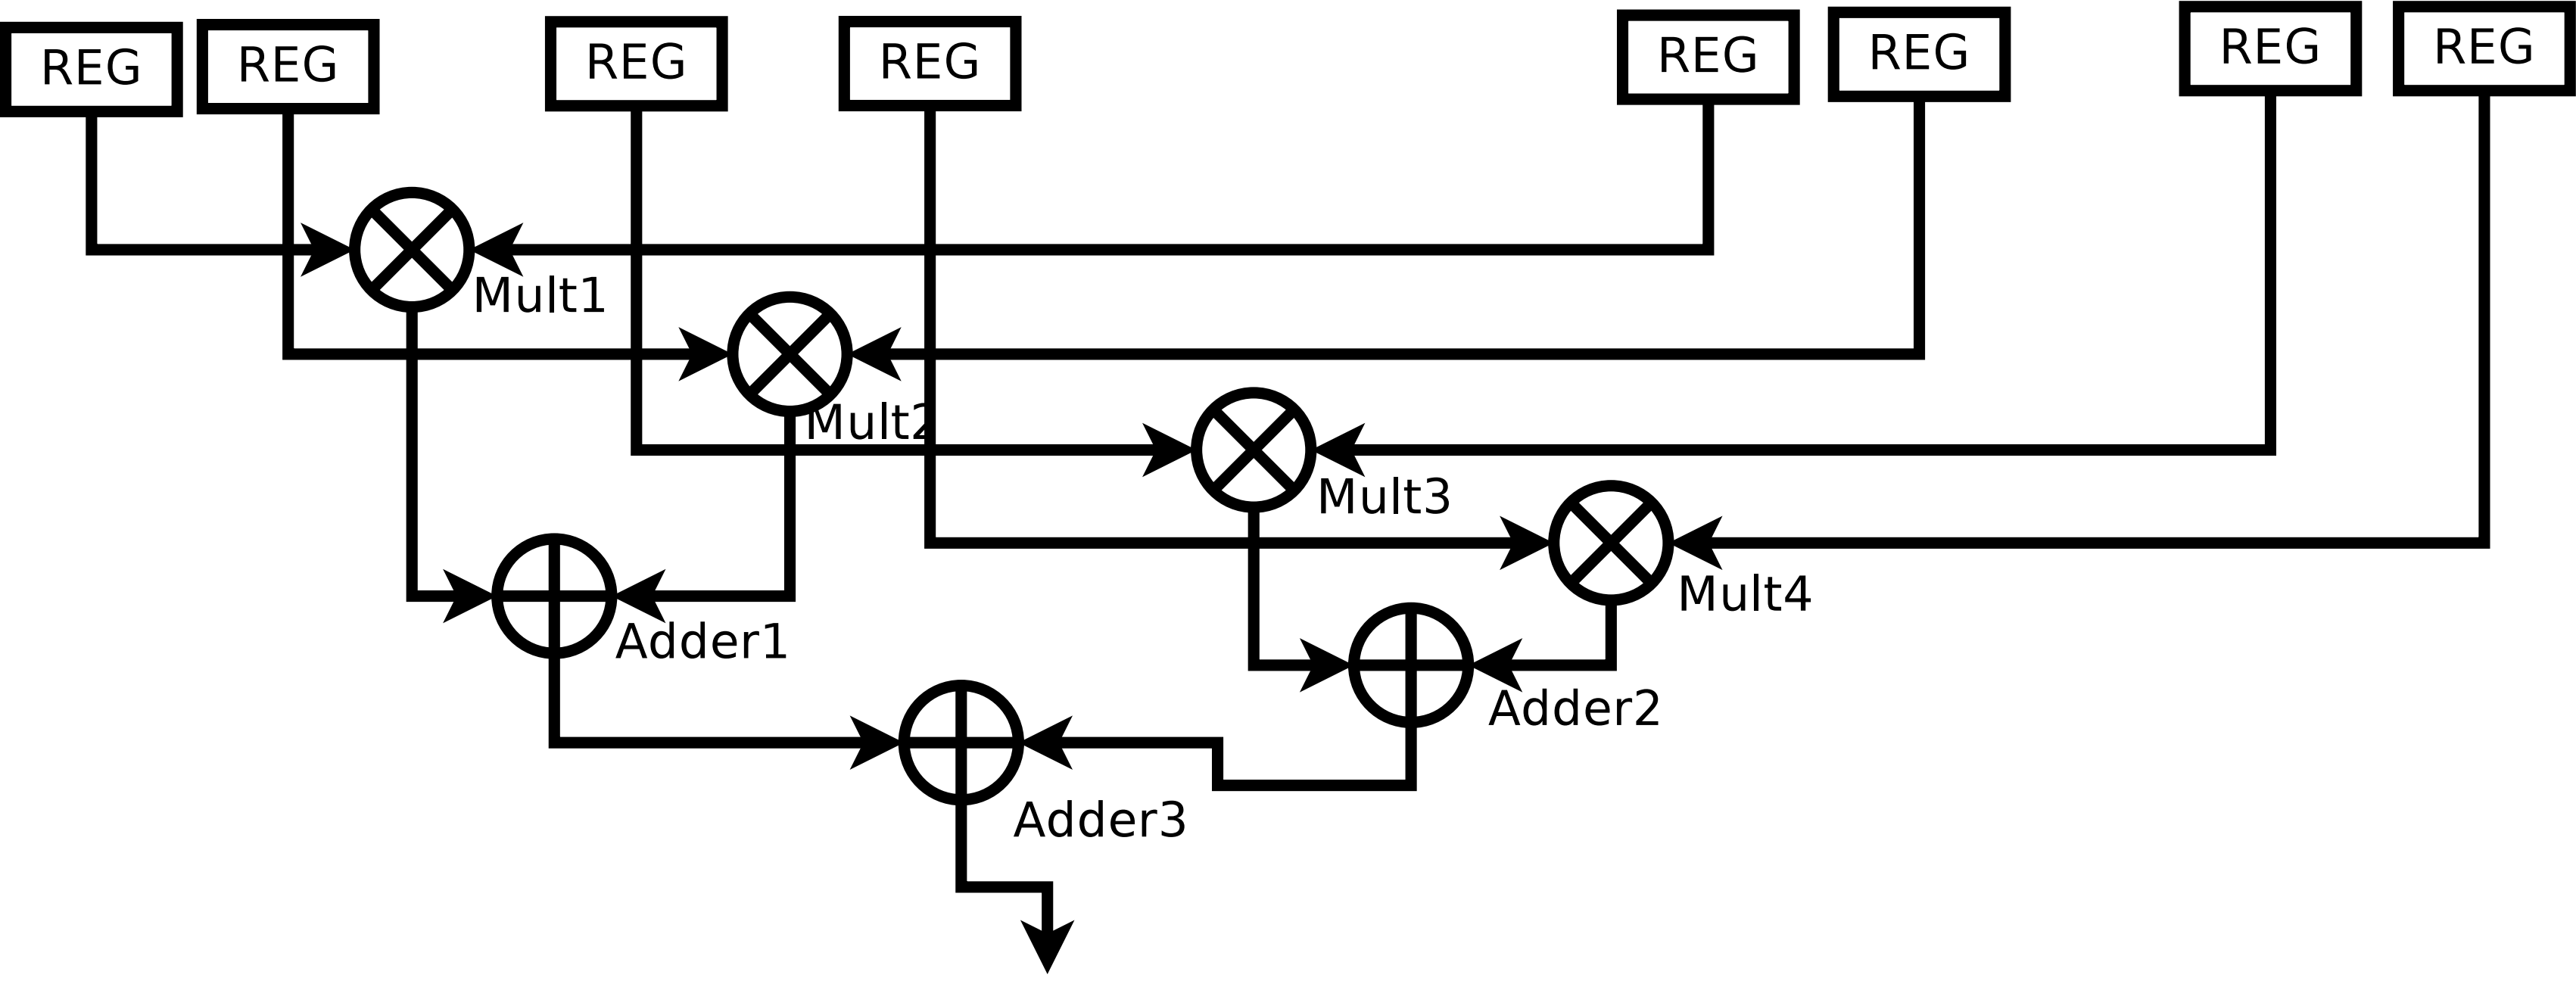 REG
REG
REG
REG
REG
REG
REG
REG
Mult1
Mult2
Mult3
Mult4
Adder1
Adder2
Adder3